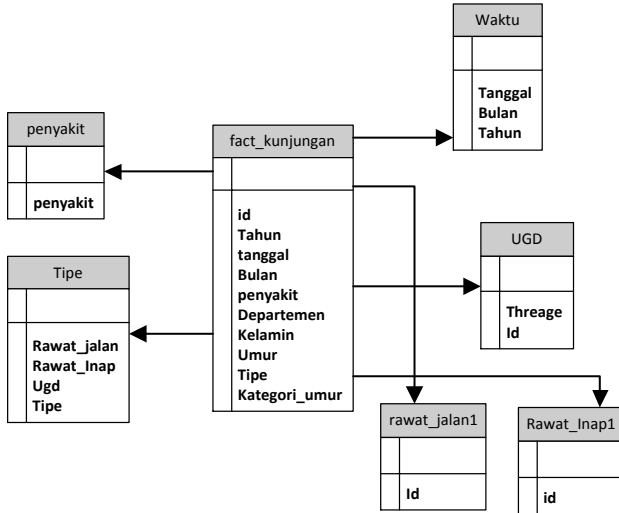 Waktu
Tanggal
Bulan
Tahun
penyakit
penyakit
fact_kunjungan
id
Tahun
tanggal
Bulan
penyakit
Departemen
Kelamin
Umur
Tipe
Kategori_umur
UGD
Threage
Id
Tipe
Rawat_jalan
Rawat_Inap
Ugd
Tipe
rawat_jalan1
Id
Rawat_Inap1
id